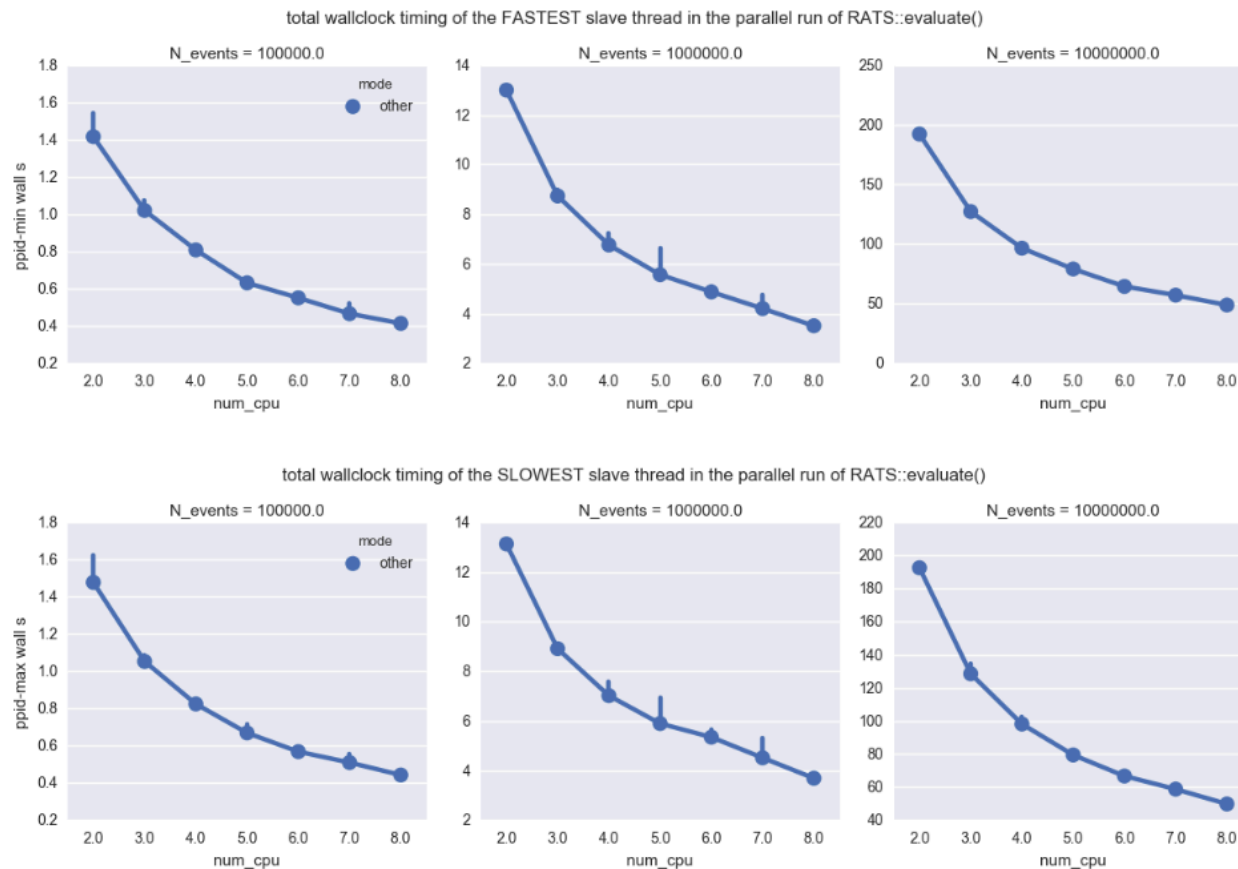 total wallclock timing of the FASTEST slave thread in the parallel run of RATS::evaluate()
N_events = 100000.0
N_events = 1000000.0
N_events = 10000000.0
1.8
1.6
1.4
1.2
1.0
0.8
0.6
0.4
0.2
ppid-min wall s
mode
other
2.0 3.0 4.0 5.0 6.0 7.0 8.0
num_cpu
14
12
10
8
6
4
2
2.0 3.0 4.0 5.0 6.0 7.0 8.0
num_cpu
250
200
150
100
50
0
2.0 3.0 4.0 5.0 6.0 7.0 8.0
num_cpu
total wallclock timing of the SLOWEST slave thread in the parallel run of RATS::evaluate()
N_events = 100000.0
N_events = 1000000.0
N_events = 10000000.0
1.8
1.6
1.4
1.2
1.0
0.8
0.6
0.4
0.2
ppid-max wall s
mode
other
2.0 3.0 4.0 5.0 6.0 7.0 8.0
num_cpu
14
12
10
8
6
4
2
2.0 3.0 4.0 5.0 6.0 7.0 8.0
num_cpu
220
200
180
160
140
120
100
80
60
40
2.0 3.0 4.0 5.0 6.0 7.0 8.0
num_cpu